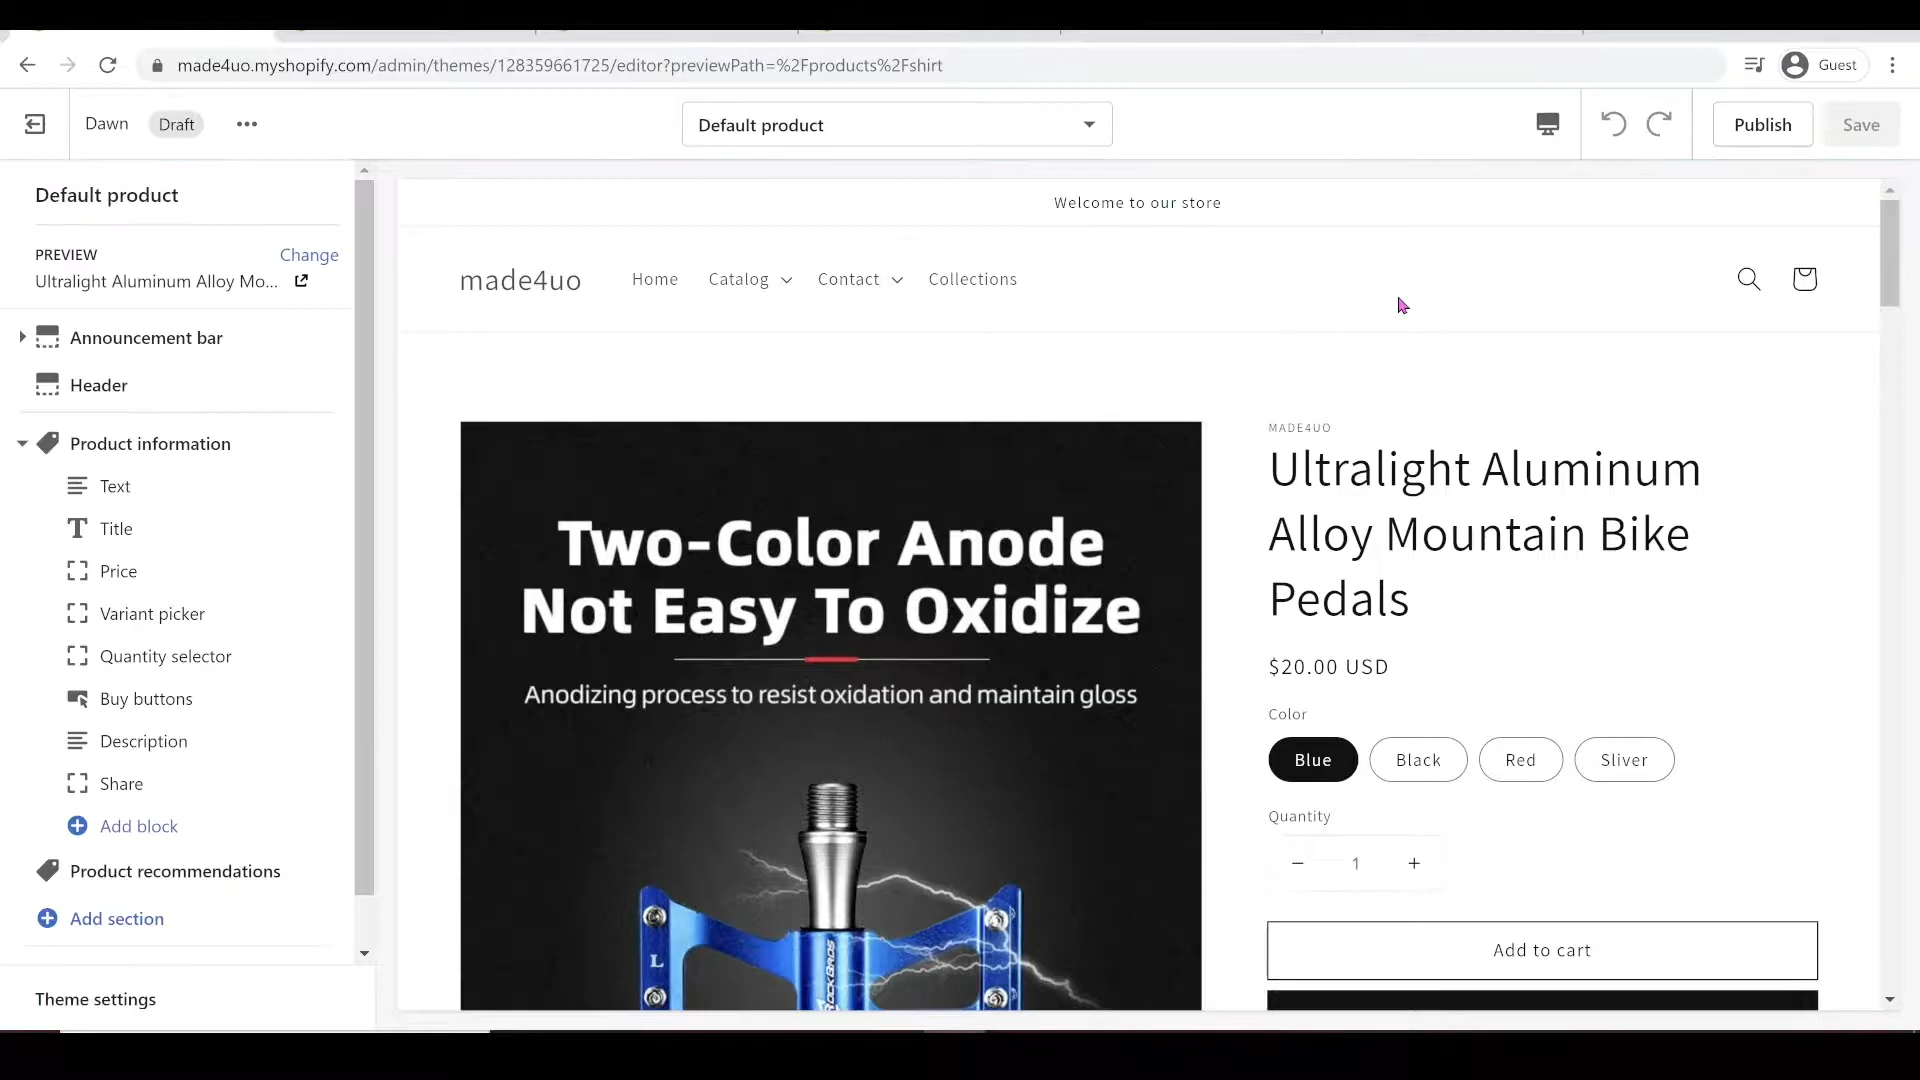 made4uo.myshopify.com/admin/themes/128359661725/editor?previewPath=%2Fproducts%2Fshirt
Guest
Dawn
Draft
Default product
Publish
Save
Default product
PREVIEW
Change
Ultralight Aluminum Alloy Mo...
Announcement bar
Header
Product information
Text
Title
Price
Variant picker
Quantity selector
Buy buttons
Description
Share
Add block
Product recommendations
Add section
Theme settings
Welcome to our store
made4uo
Home
Catalog
Contact
Collections
Two-Color Anode
Not Easy To Oxidize
Anodizing process to resist oxidation and maintain gloss
L
ROCKBROS
MADE4UO
Ultralight Aluminum
Alloy Mountain Bike
Pedals
$20.00 USD
Color
Blue
Black
Red
Sliver
Quantity
1
Add to cart